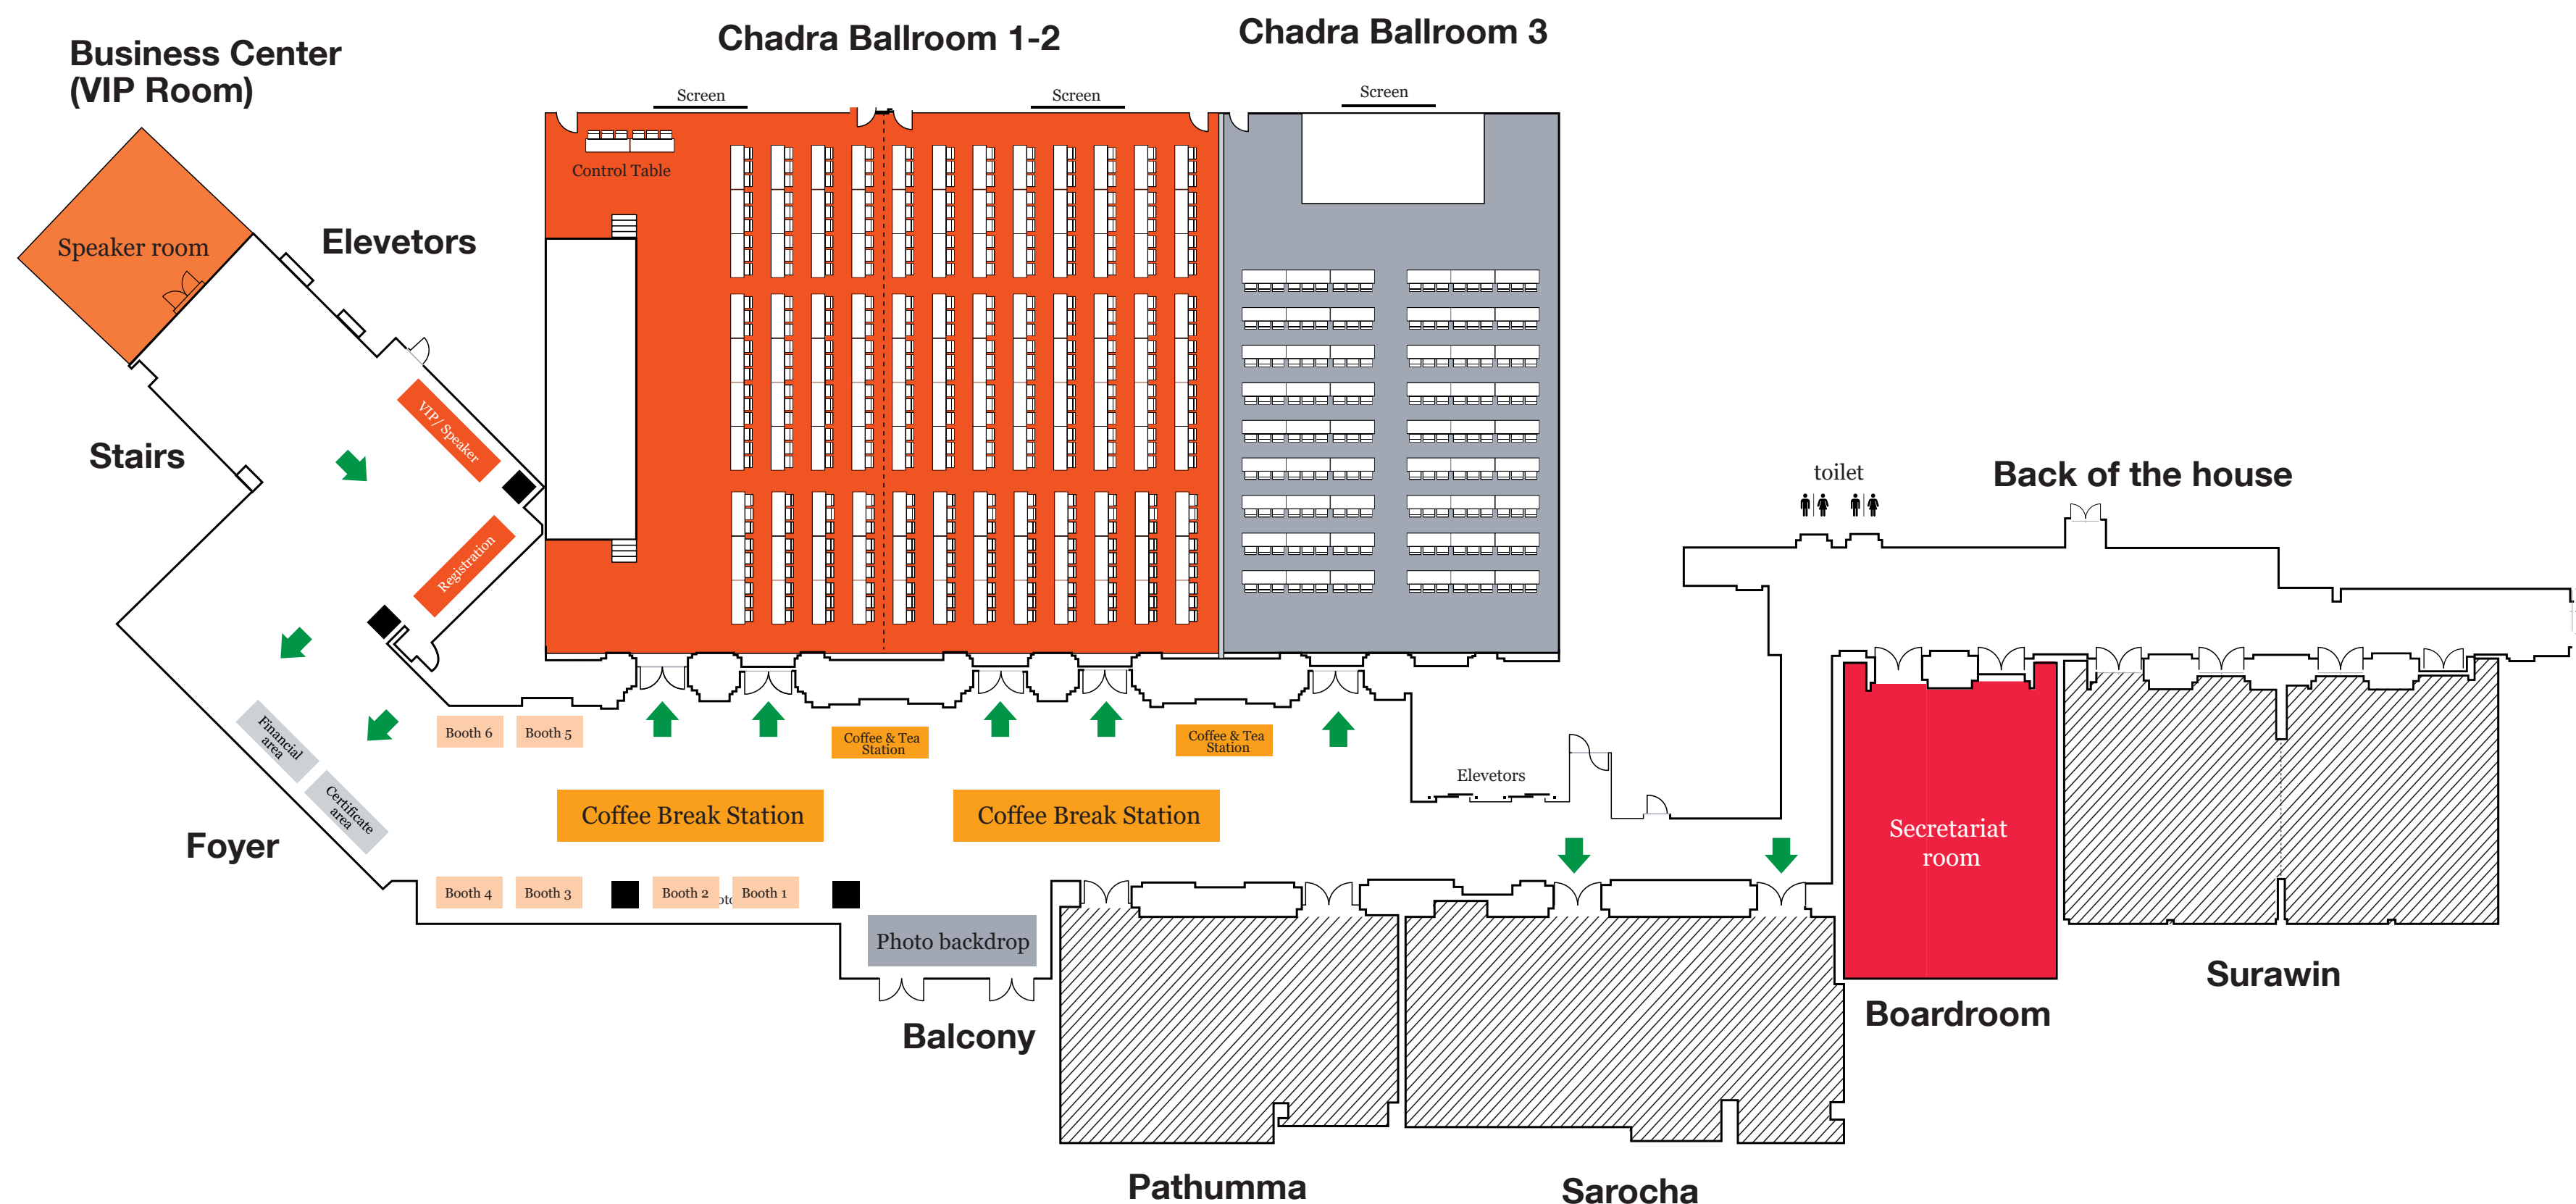 Chadra Ballroom 1-2
Chadra Ballroom 3
Business Center
(VIP Room)
Screen
Screen
Screen
Control Table
Speaker room
Elevetors
VIP/ Speaker
Stairs
Registration
toilet
Back of the house
Financial
area
Certificate
area
Foyer
Booth 6
Booth 5
Coffee & Tea
Station
Coffee & Tea
Station
Elevetors
Coffee Break Station
Coffee Break Station
Secretariat
room
Booth 4
Booth 3
Booth 2
Booth 1
Photo backdrop
Balcony
Boardroom
Surawin
Pathumma
Sarocha